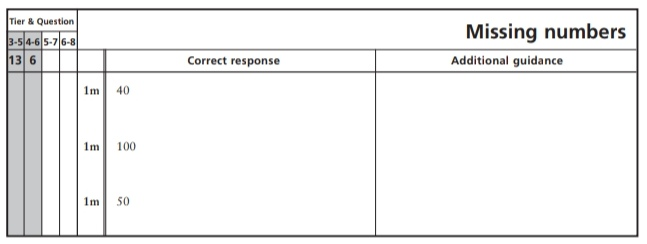 Tier & Question
Missing numbers
3-5 4-6 5-7 6-8
13 6
Correct response Additional guidance
1m 40
1m 100
1m 50